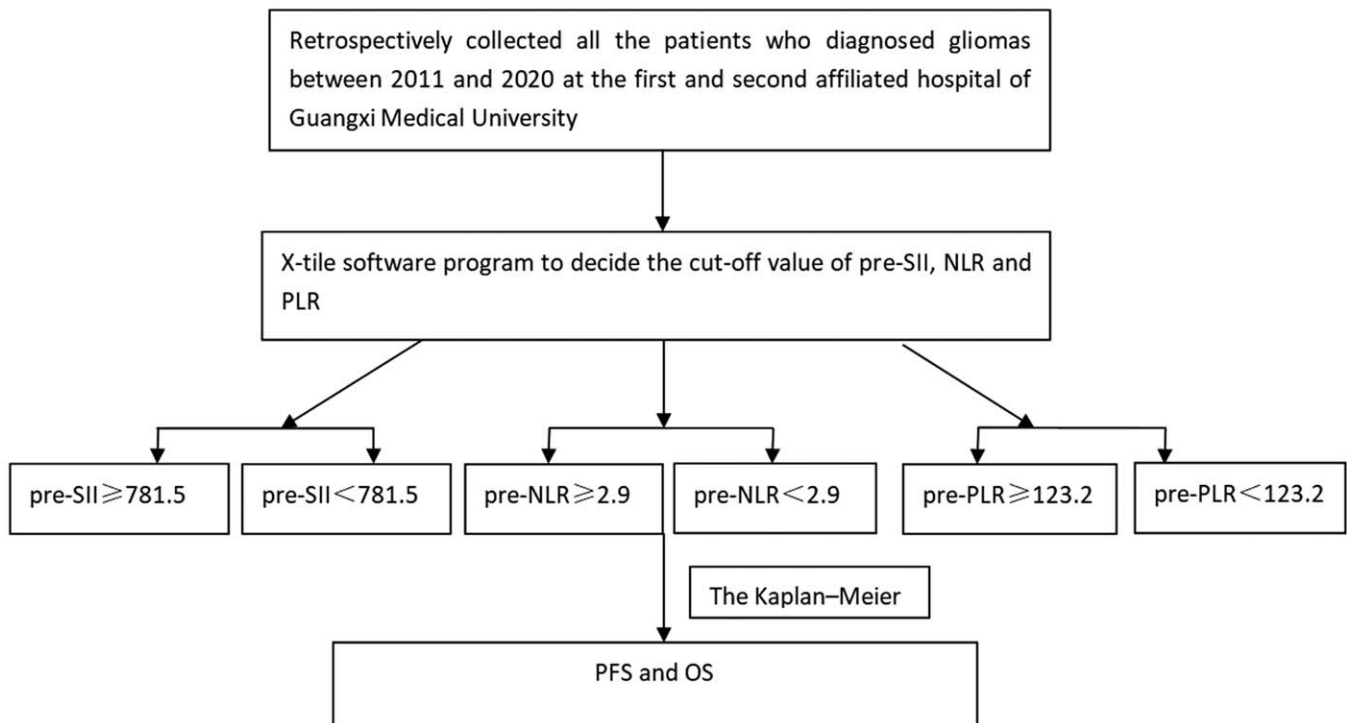 Retrospectively collected all the patients who diagnosed gliomas
between 2011 and 2020 at the first and second affiliated hospital of
Guangxi Medical University
X-tile software program to decide the cut-off value of pre-SII, NLR and
PLR
pre-SII≥781.5
pre-SII<781.5
pre-NLR≥2.9
pre-NLR<2.9
pre-PLR≥123.2
pre-PLR<123.2
The Kaplan–Meier
PFS and OS